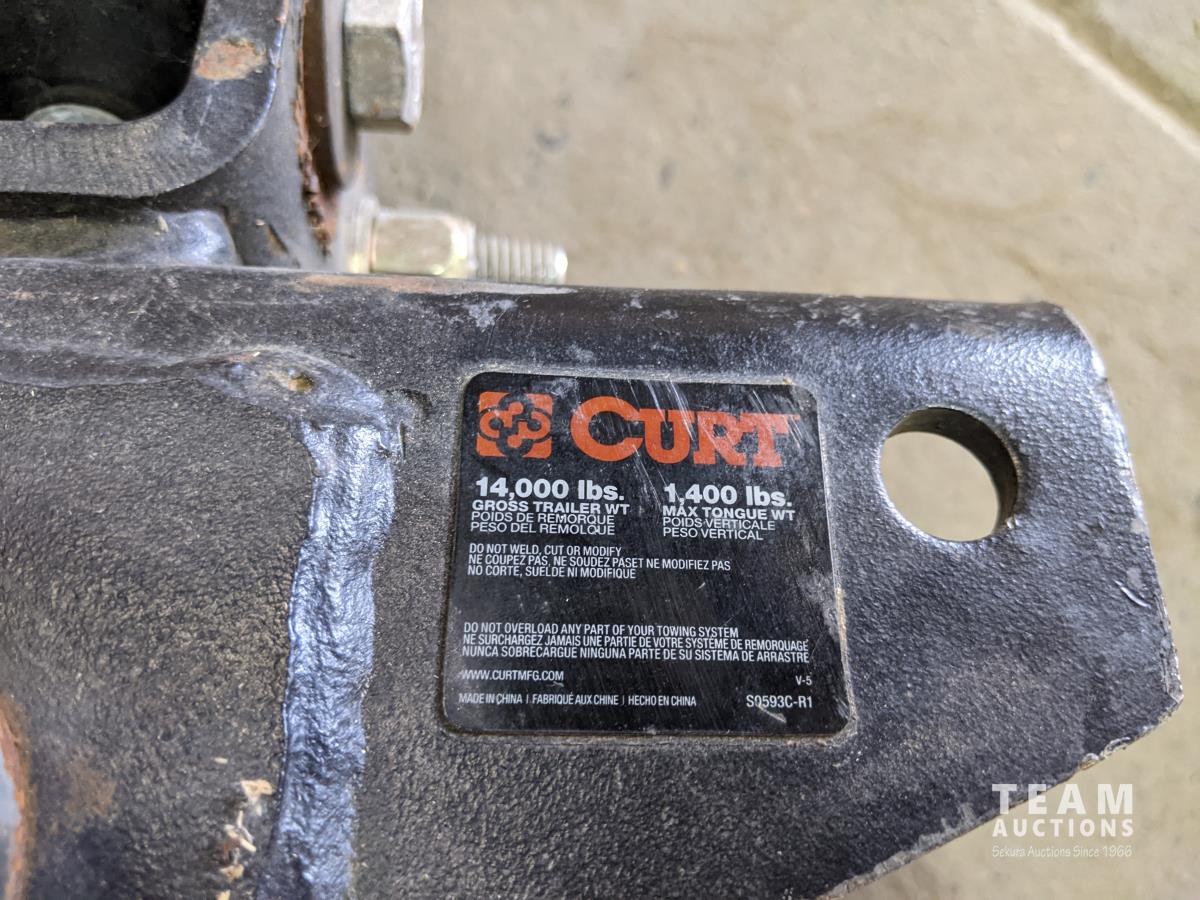 CURT
14,000 lbs.
GROSS TRAILER WT
POIDS DE REMORQUE
PESO DEL REMOLQUE
1,400 lbs.
MAX TONGUE WT
POIDS VERTICALE
PESO VERTICAL
DO NOT WELD, CUT OR MODIFY
NE COUPEZ PAS, NE SOUDEZ PASET NE MODIFIEZ PAS
NO CORTE, SUELDE NI MODIFIQUE
DO NOT OVERLOAD ANY PART OF YOUR TOWING SYSTEM
NE SURCHARGEZ JAMAIS UNE PARTIE DE VOTRE SYSTÈME DE REMORQUAGE
NUNCA SOBRECARGUE NINGUNA PARTE DE SU SISTEMA DE ARRASTRE
WWW.CURTMFG.COM V-5
MADE IN CHINA | FABRIQUÉ AUX CHINE | HECHO EN CHINA S0593C-R1
TEAM
AUCTIONS
Sekura Auctions Since 1966